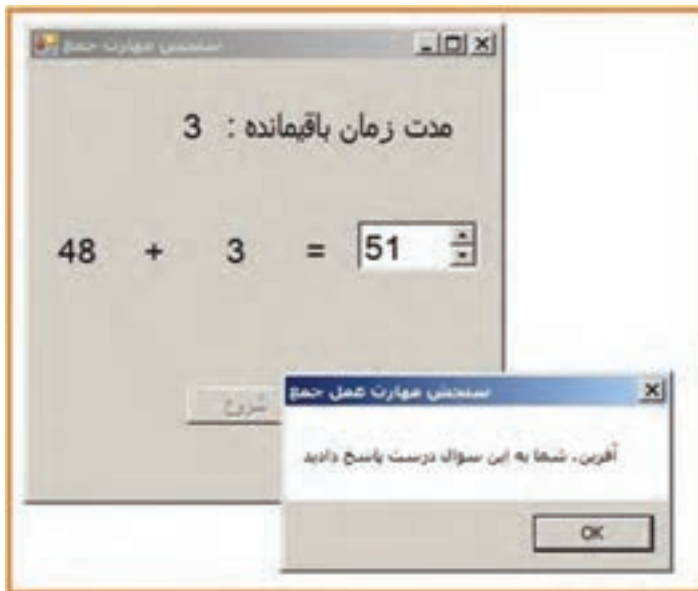 سنجش مهارت جمع
مدت زمان باقیمانده : 3
48 + 3 = 51
شروع
سنجش مهارت عمل جمع
آفرین، شما به این سوال درست پاسخ دادید
OK